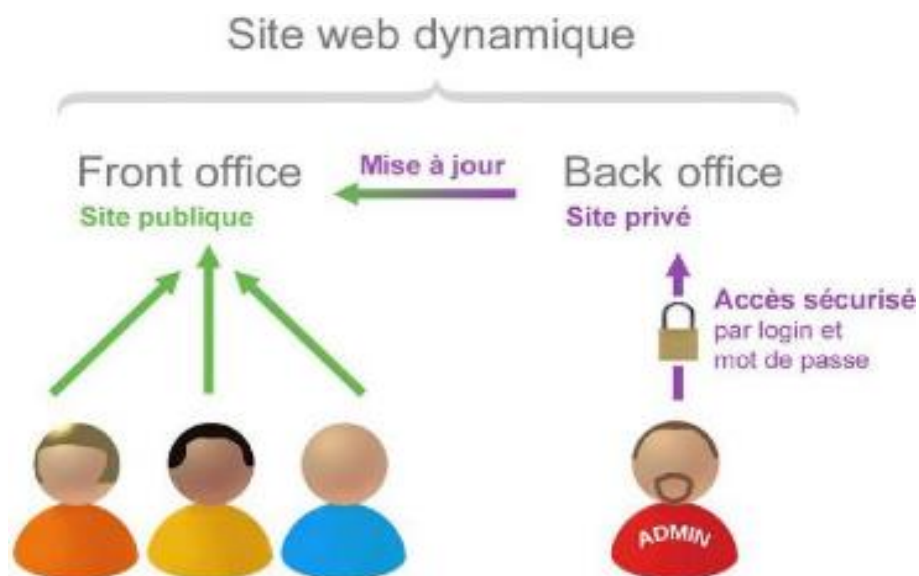 Site web dynamique
Front office
Mise à jour
Back office
Site publique
Site privé
Accès sécurisé
par login et
mot de passe
ADMIN